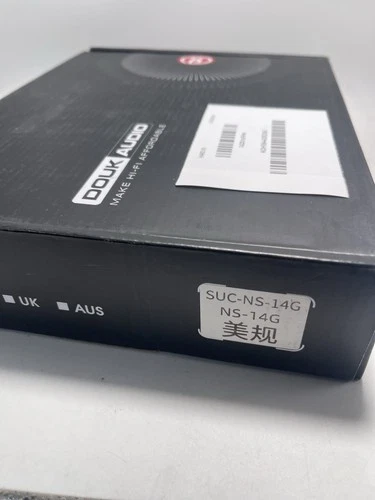 DOUK AUDIO
MAKE HI-FI AFFORDABLE
UK
AUS
SUC-NS-14G
NS-14G
美规